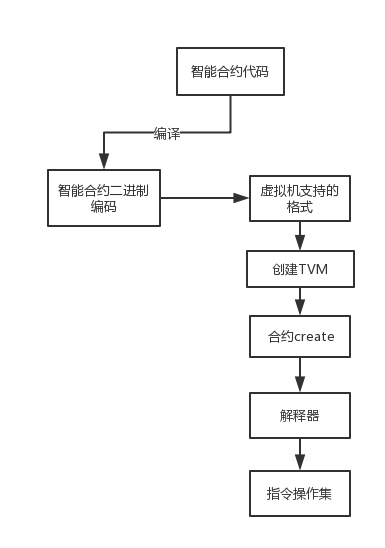 智能合约代码
编译
智能合约二进制
编码
虚拟机支持的
格式
创建TVM
合约create
解释器
指令操作集